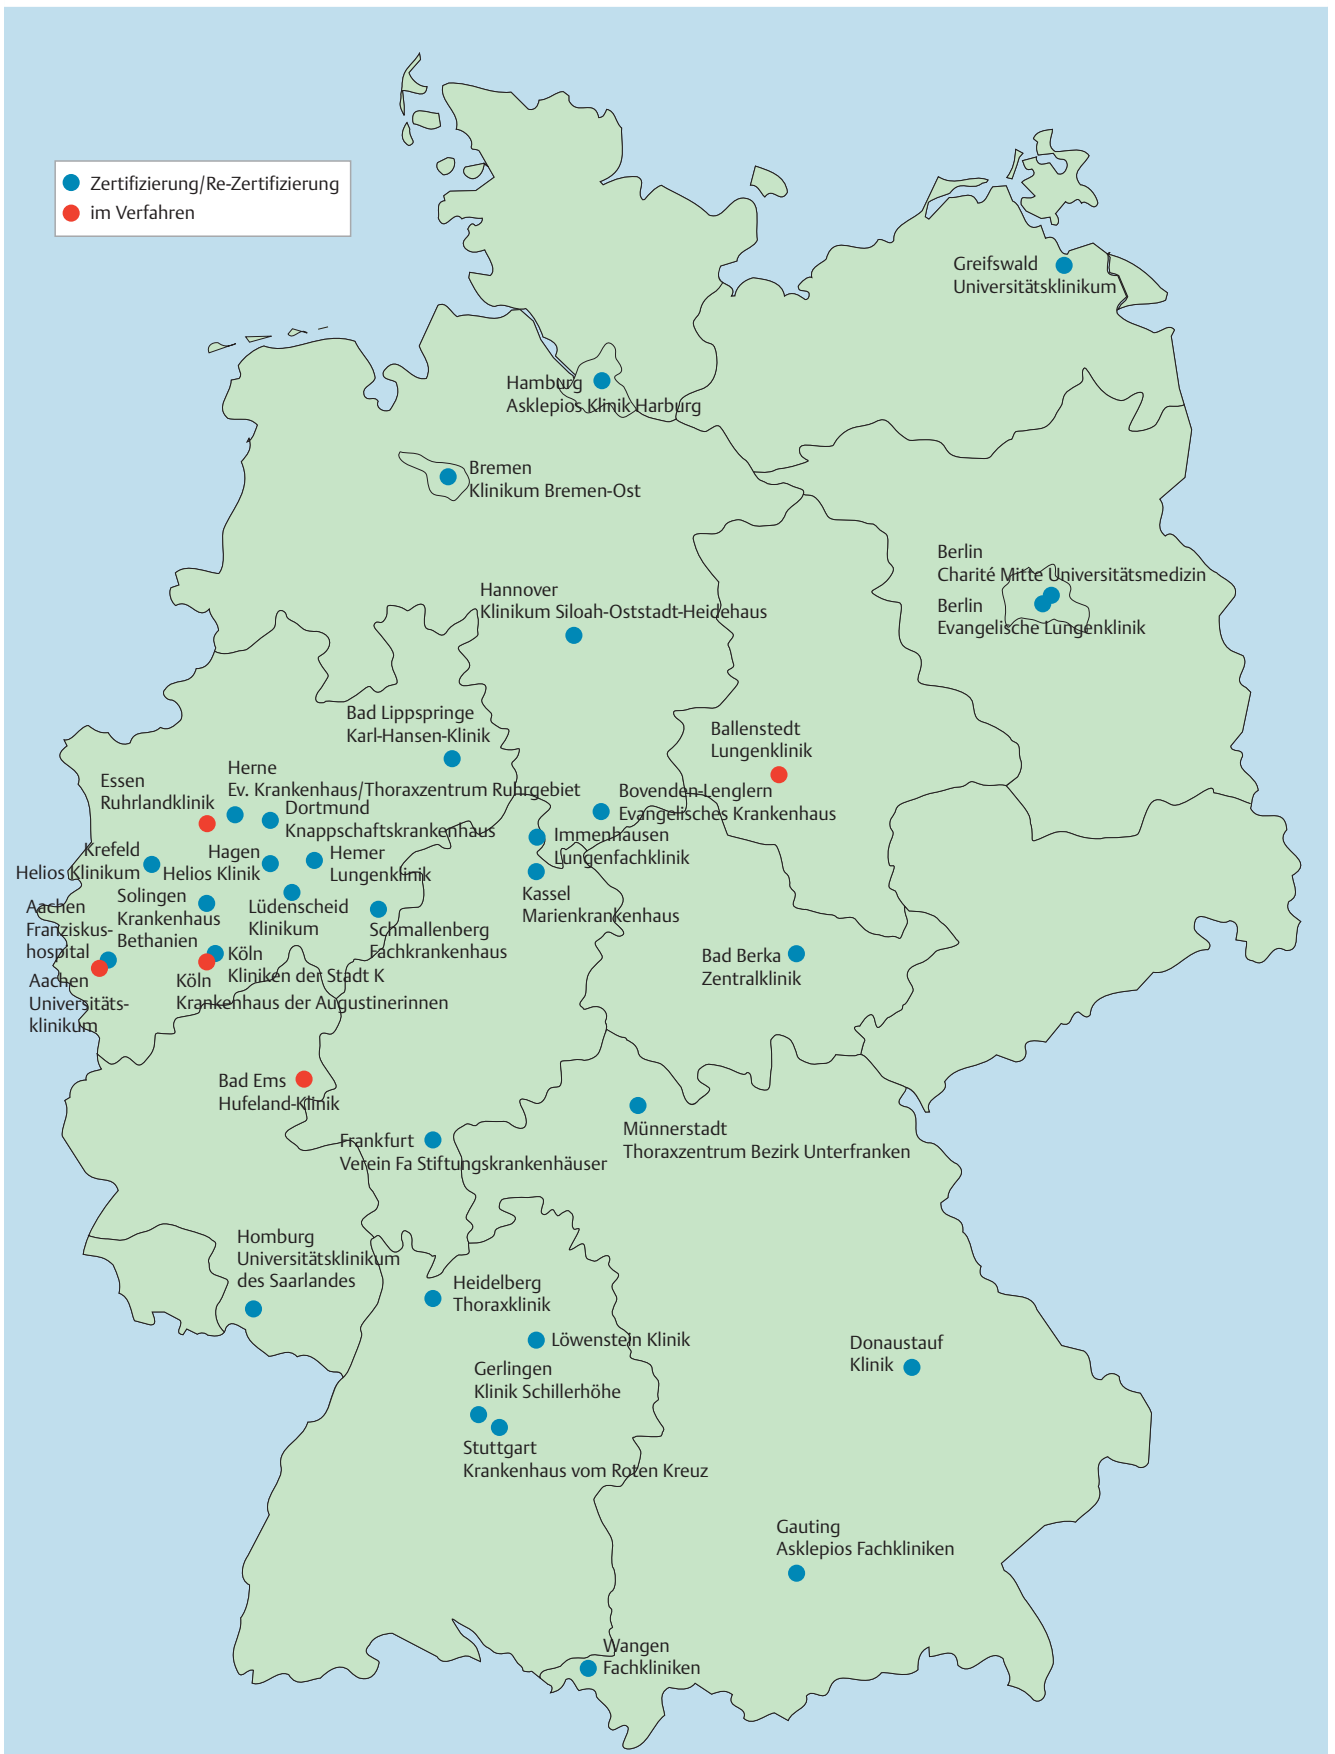 Zertifizierung/Re-Zertifizierung
im Verfahren
Greifswald
Universitätsklinikum
Hamburg
Asklepios Klinik Harburg
Bremen
Klinikum Bremen-Ost
Berlin
Charité Mitte Universitätsmedizin
Berlin
Evangelische Lungenklinik
Hannover
Klinikum Siloah-Oststadt-Heidehaus
Bad Lippspringe
Karl-Hansen-Klinik
Ballenstedt
Lungenklinik
Herne
Ev. Krankenhaus/Thoraxzentrum Ruhrgebiet
Essen
Ruhrlandklinik
Dortmund
Knappschaftskrankenhaus
Bovenden-Lenglern
Evangelisches Krankenhaus
Immenhausen
Lungenfachklinik
Krefeld
Helios Klinikum
Hagen
Helios Klinik
Hemer
Lungenklinik
Kassel
Marienkrankenhaus
Solingen
Krankenhaus
Bethanien
Lüdenscheid
Klinikum
Aachen
Franziskus-
hospital
Schmallenberg
Fachkrankenhaus
Köln
Kliniken der Stadt K
Bad Berka
Zentralklinik
Aachen
Universitäts-
klinikum
Köln
Krankenhaus der Augustinerinnen
Bad Ems
Hufeland-Klinik
Münnerstadt
Thoraxzentrum Bezirk Unterfranken
Frankfurt
Verein Fa Stiftungskrankenhäuser
Homburg
Universitätsklinikum
des Saarlandes
Heidelberg
Thoraxklinik
Löwenstein Klinik
Donaustauf
Klinik
Gerlingen
Klinik Schillerhöhe
Stuttgart
Krankenhaus vom Roten Kreuz
Gauting
Asklepios Fachkliniken
Wangen
Fachkliniken